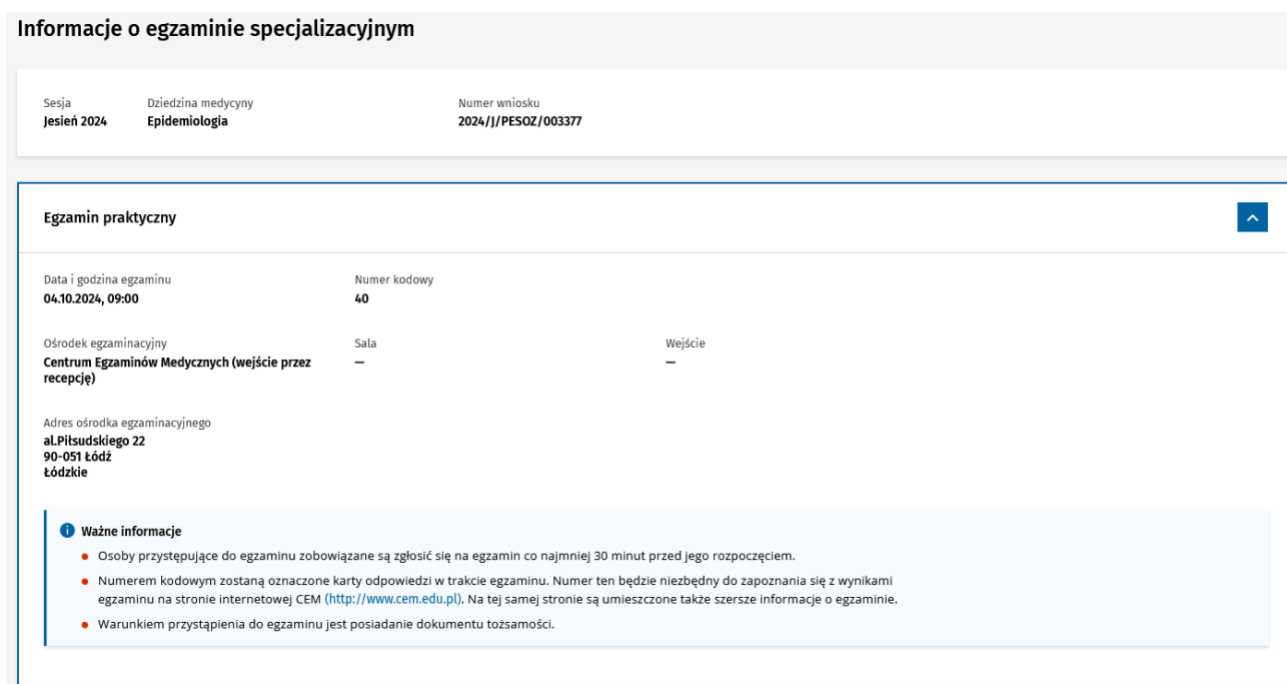 Informacje o egzaminie specjalizacyjnym
Sesja
Jesień 2024
Dziedzina medycyny
Epidemiologia
Numer wniosku
2024/J/PESOZ/003377
Egzamin praktyczny
Data i godzina egzaminu
04.10.2024, 09:00
Numer kodowy
40
Ośrodek egzaminacyjny
Centrum Egzaminów Medycznych (wejście przez
recepcję)
Sala
—
Wejście
—
Adres ośrodka egzaminacyjnego
al.Piłsudskiego 22
90-051 Łódź
Łódzkie
Ważne informacje
Osoby przystępujące do egzaminu zobowiązane są zgłosić się na egzamin co najmniej 30 minut przed jego rozpoczęciem.
Numerem kodowym zostaną oznaczone karty odpowiedzi w trakcie egzaminu. Numer ten będzie niezbędny do zapoznania się z wynikami
egzaminu na stronie internetowej CEM (http://www.cem.edu.pl). Na tej samej stronie są umieszczone także szersze informacje o egzaminie.
Warunkiem przystąpienia do egzaminu jest posiadanie dokumentu tożsamości.